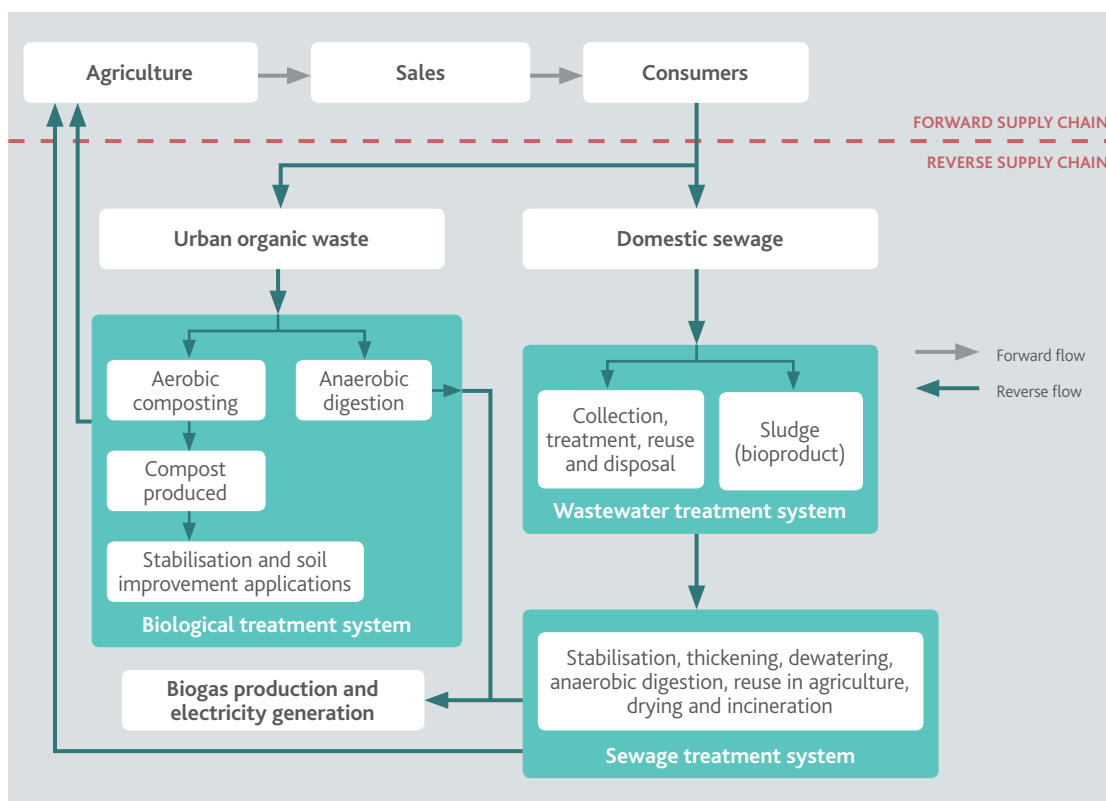 Agriculture
Sales
Consumers
FORWARD SUPPLY CHAIN
REVERSE SUPPLY CHAIN
Urban organic waste
Domestic sewage
Aerobic
composting
Anaerobic
digestion
Compost
produced
Stabilisation and soil
improvement applications
Biological treatment system
Collection,
treatment, reuse
and disposal
Sludge
(bioproduct)
Wastewater treatment system
Forward flow
Reverse flow
Biogas production and
electricity generation
Stabilisation, thickening, dewatering,
anaerobic digestion, reuse in agriculture,
drying and incineration
Sewage treatment system